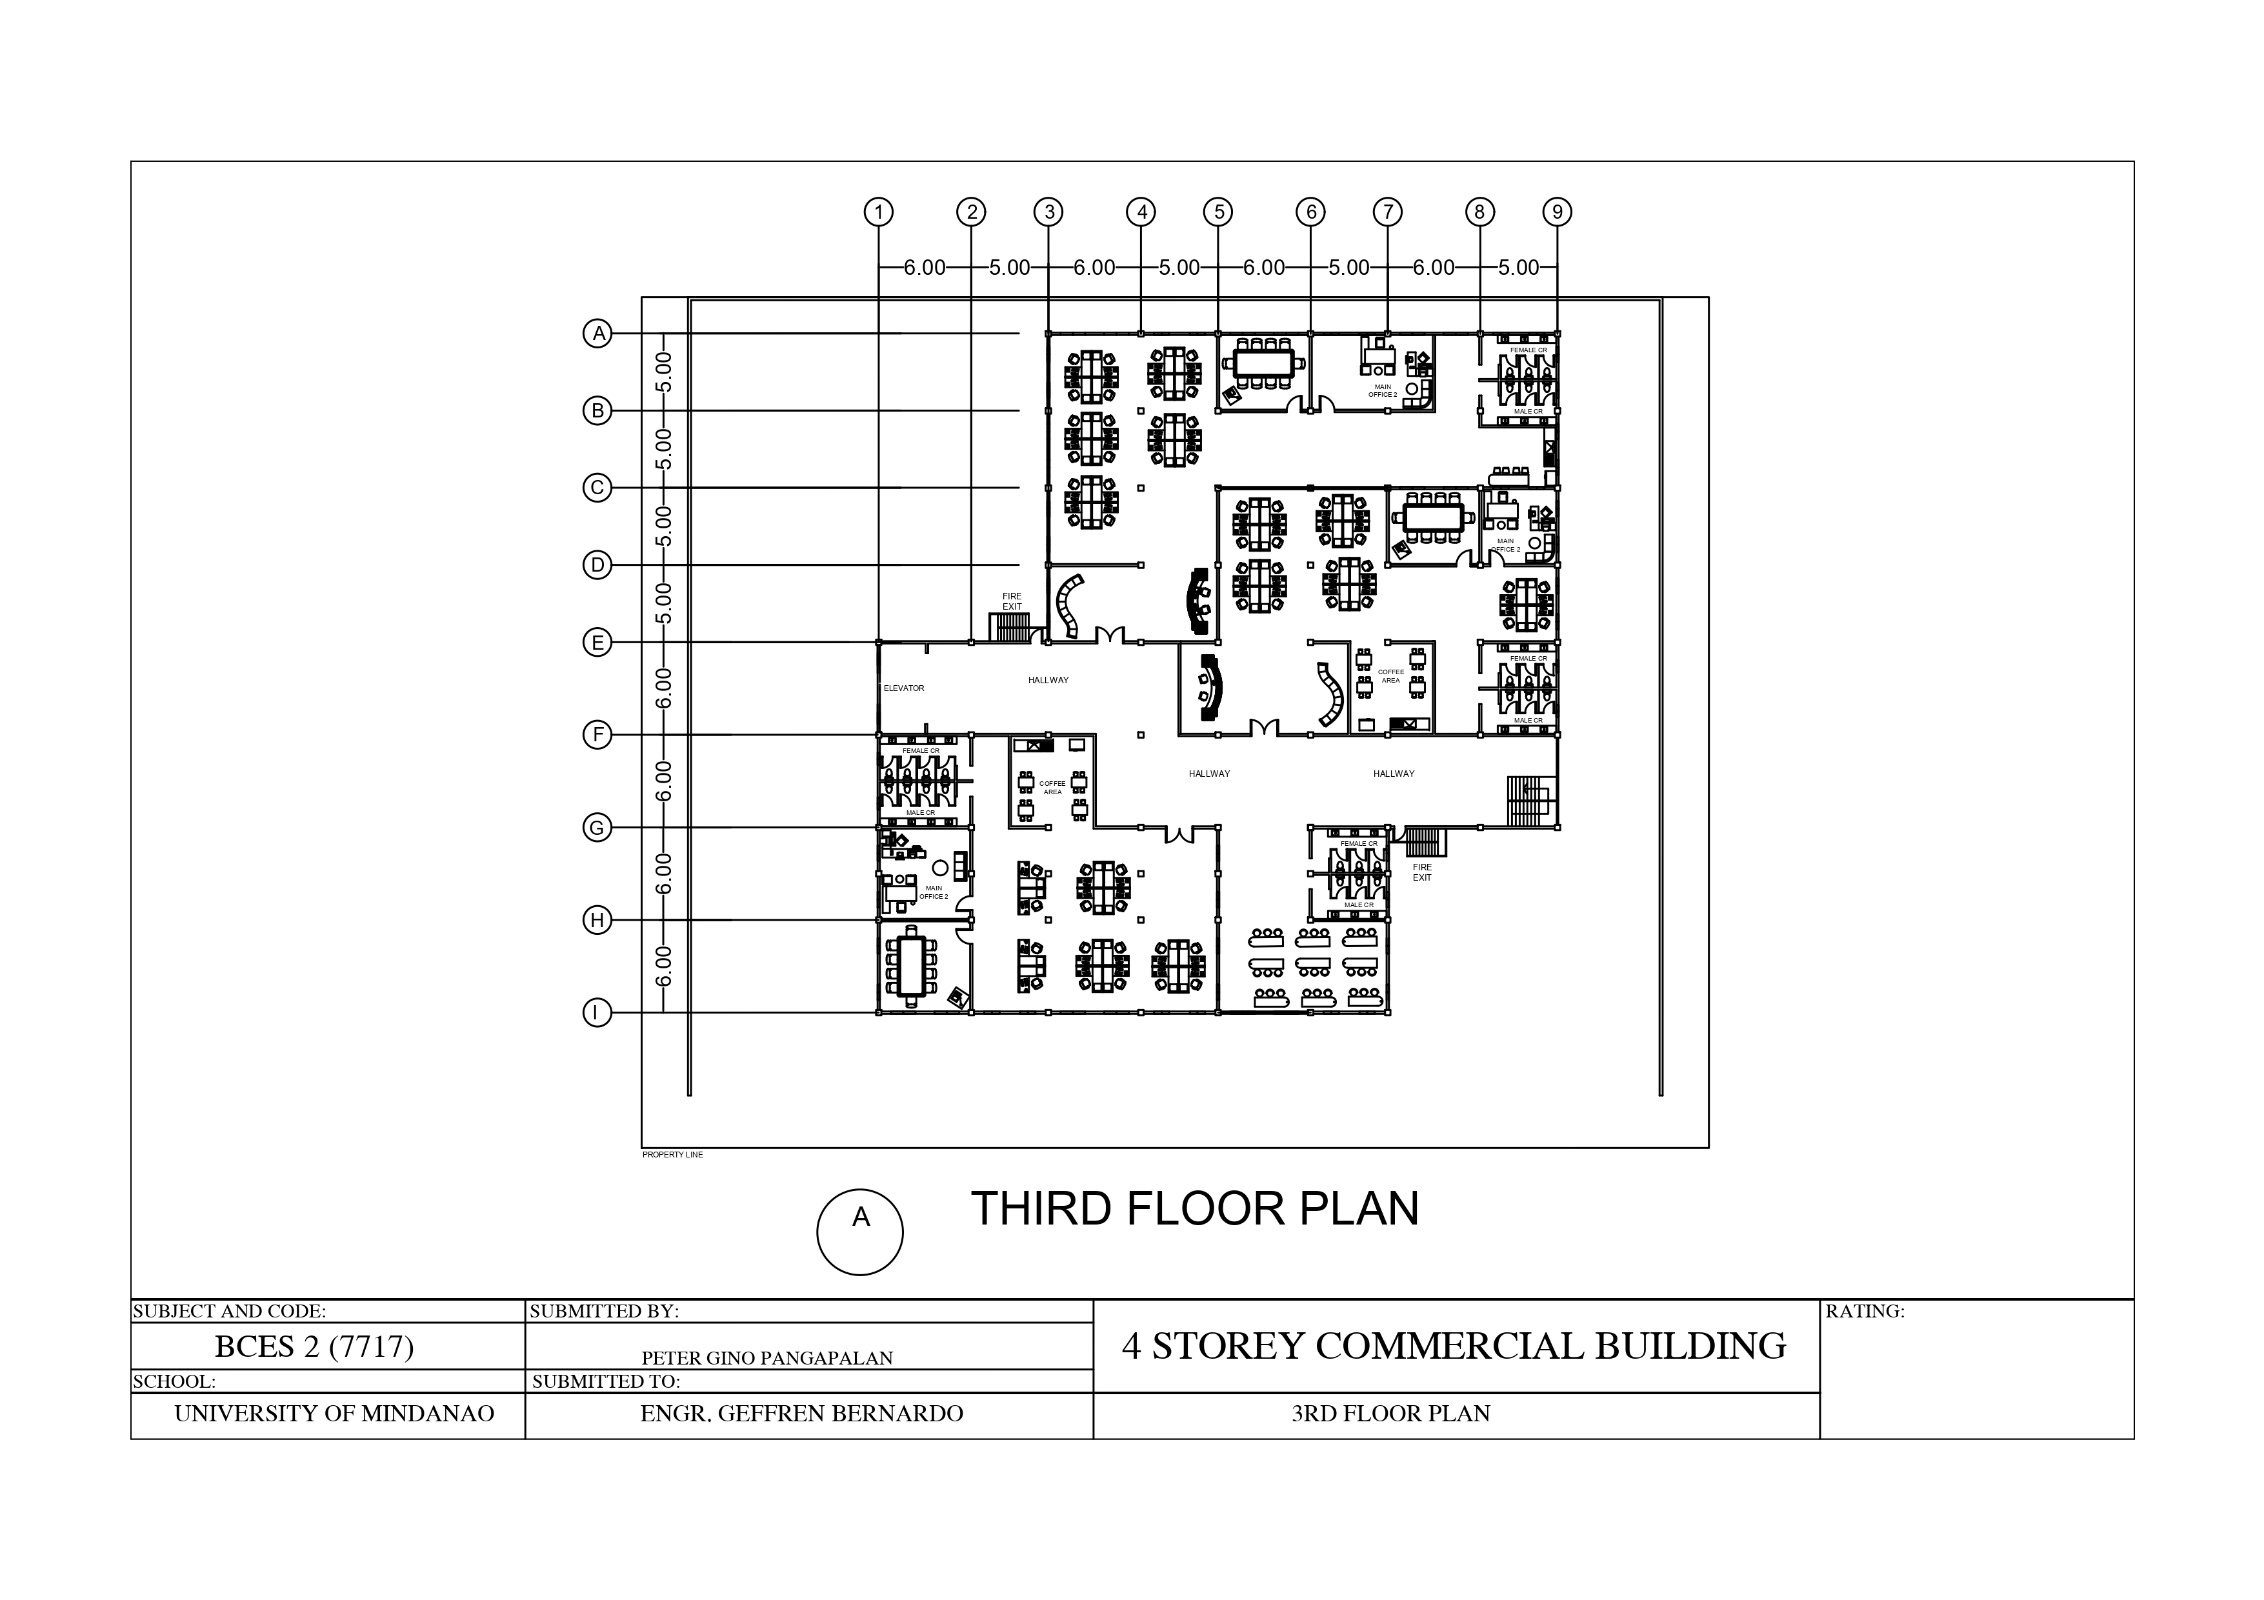 1 2 3 4 5 6 7 8 9
6.00 5.00 6.00 5.00 6.00 5.00 6.00 5.00
A
B
C
D
E
F
G
H
I
5.00
5.00
5.00
5.00
6.00
6.00
6.00
6.00
FEMALE CR
MALE CR
MAIN
OFFICE 2
MAIN
OFFICE 2
FIRE
EXIT
ELEVATOR
HALLWAY
COFFEE
AREA
FEMALE CR
MALE CR
FEMALE CR
MALE CR
COFFEE
AREA
HALLWAY
HALLWAY
MAIN
OFFICE 2
FEMALE CR
MALE CR
FIRE
EXIT
PROPERTY LINE
A
THIRD FLOOR PLAN
SUBJECT AND CODE:
BCES 2 (7717)
SCHOOL:
UNIVERSITY OF MINDANAO
SUBMITTED BY:
PETER GINO PANGAPALAN
SUBMITTED TO:
ENGR. GEFFREN BERNARDO
4 STOREY COMMERCIAL BUILDING
3RD FLOOR PLAN
RATING: